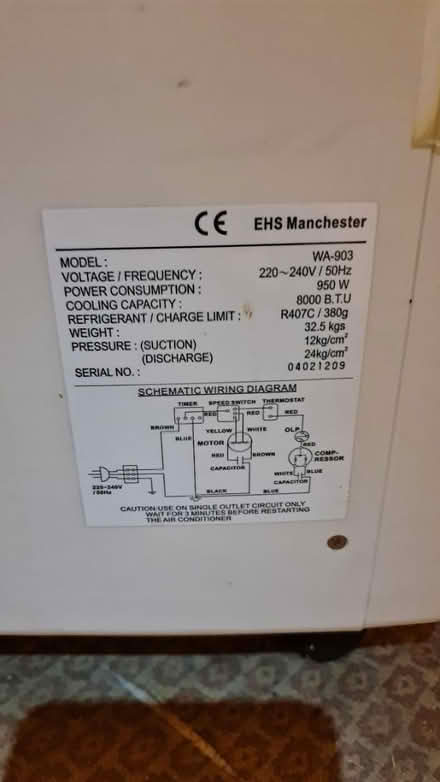 CE EHS Manchester
MODEL : WA-903
VOLTAGE / FREQUENCY : 220~240V / 50Hz
POWER CONSUMPTION : 950 W
COOLING CAPACITY : 8000 B.T.U
REFRIGERANT / CHARGE LIMIT : R407C / 380g
WEIGHT : 32.5 kgs
PRESSURE : (SUCTION) 12kg/cm²
(DISCHARGE) 24kg/cm²
SERIAL NO. : 04021209
SCHEMATIC WIRING DIAGRAM
TIMER SPEED SWITCH THERMOSTAT
RED RED RED
BROWN YELLOW WHITE OLP
BLUE MOTOR RED
RED BROWN COMP-
RESSOR
CAPACITOR WHITE BLUE
CAPACITOR
220~240V BLACK BLUE
/ 50Hz
CAUTION:USE ON SINGLE OUTLET CIRCUIT ONLY
WAIT FOR 3 MINUTES BEFORE RESTARTING
THE AIR CONDITIONER